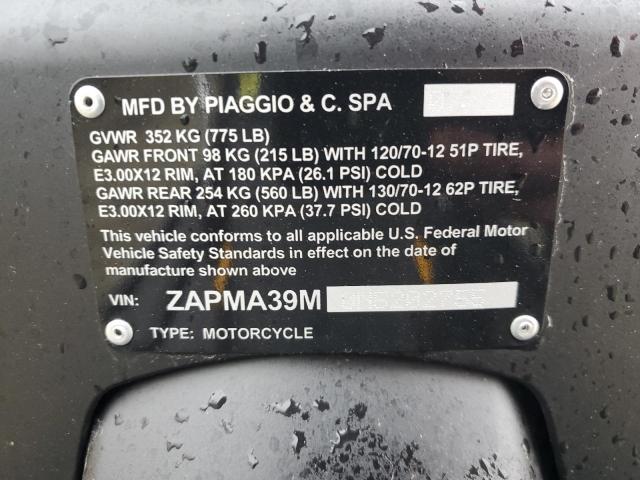 MFD BY PIAGGIO & C. SPA
GVWR 352 KG (775 LB)
GAWR FRONT 98 KG (215 LB) WITH 120/70-12 51P TIRE,
E3.00X12 RIM, AT 180 KPA (26.1 PSI) COLD
GAWR REAR 254 KG (560 LB) WITH 130/70-12 62P TIRE,
E3.00X12 RIM, AT 260 KPA (37.7 PSI) COLD
This vehicle conforms to all applicable U.S. Federal Motor
Vehicle Safety Standards in effect on the date of
manufacture shown above
VIN: ZAPMA39M
TYPE: MOTORCYCLE